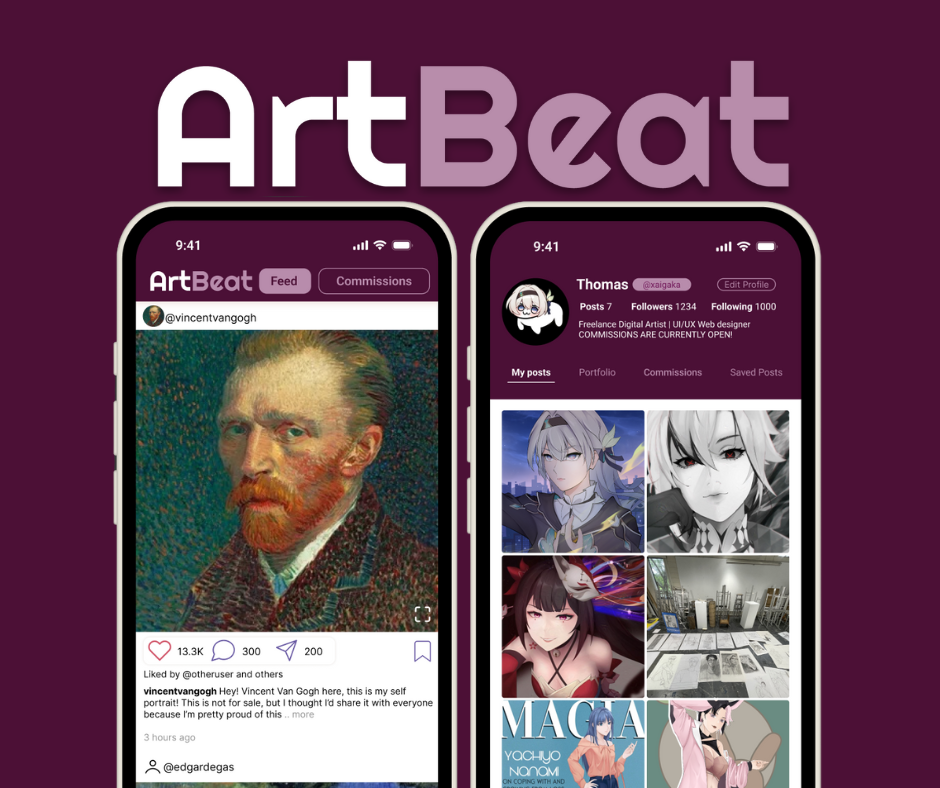 ArtBeat
9:41
ArtBeat Feed Commissions
@vincentvangogh
13.3K 300 200
Liked by @otheruser and others
vincentvangogh Hey! Vincent Van Gogh here, this is my self
portrait! This is not for sale, but I thought I'd share it with everyone
because I'm pretty proud of this .. more
3 hours ago
@edgardegas
9:41
Thomas @xaigaka Edit Profile
Posts 7 Followers 1234 Following 1000
Freelance Digital Artist | UI/UX Web designer
COMMISSIONS ARE CURRENTLY OPEN!
My posts Portfolio Commissions Saved Posts
MAGIA
YACHIYO
NANAMI
ON COPING WITH AND